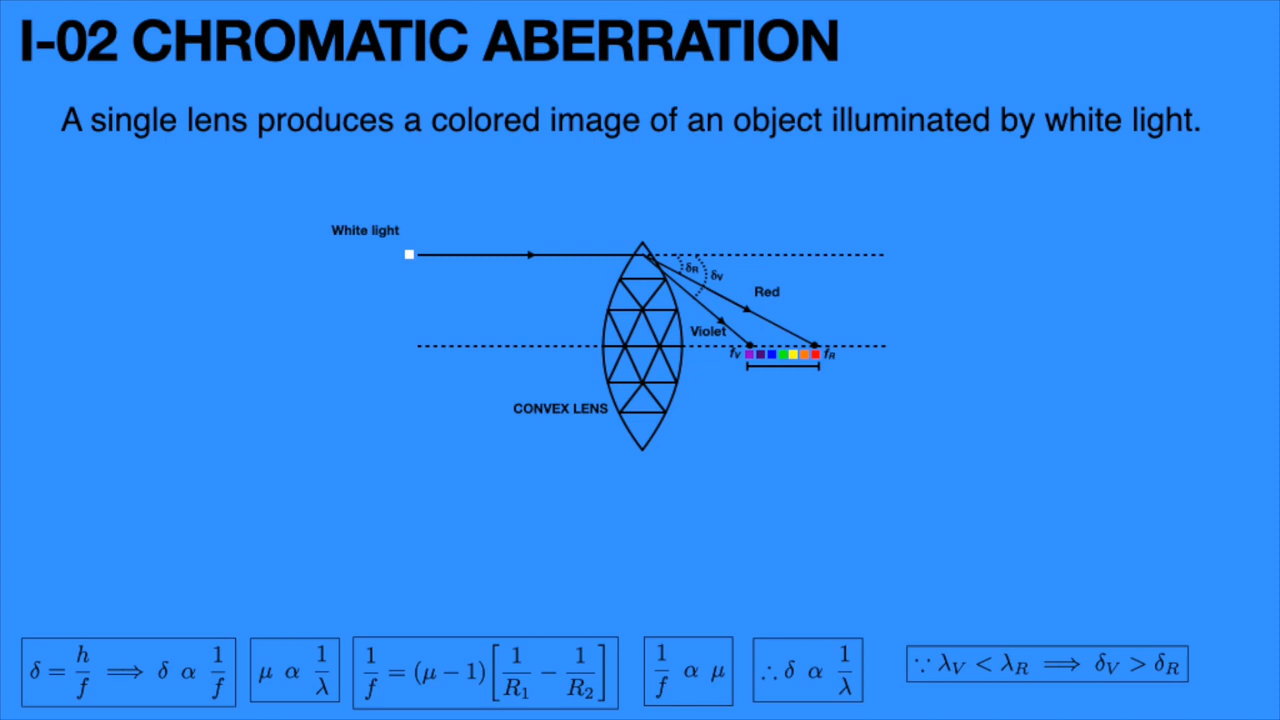 I-02 CHROMATIC ABERRATION
A single lens produces a colored image of an object illuminated by white light.
White light
δR
δV
Red
Violet
fV
fR
CONVEX LENS
δ = h/f ⟹ δ α 1/f
μ α 1/λ
1/f = (μ − 1)[1/R₁ − 1/R₂]
1/f α μ
∴ δ α 1/λ
∵ λ_V < λ_R ⟹ δ_V > δ_R